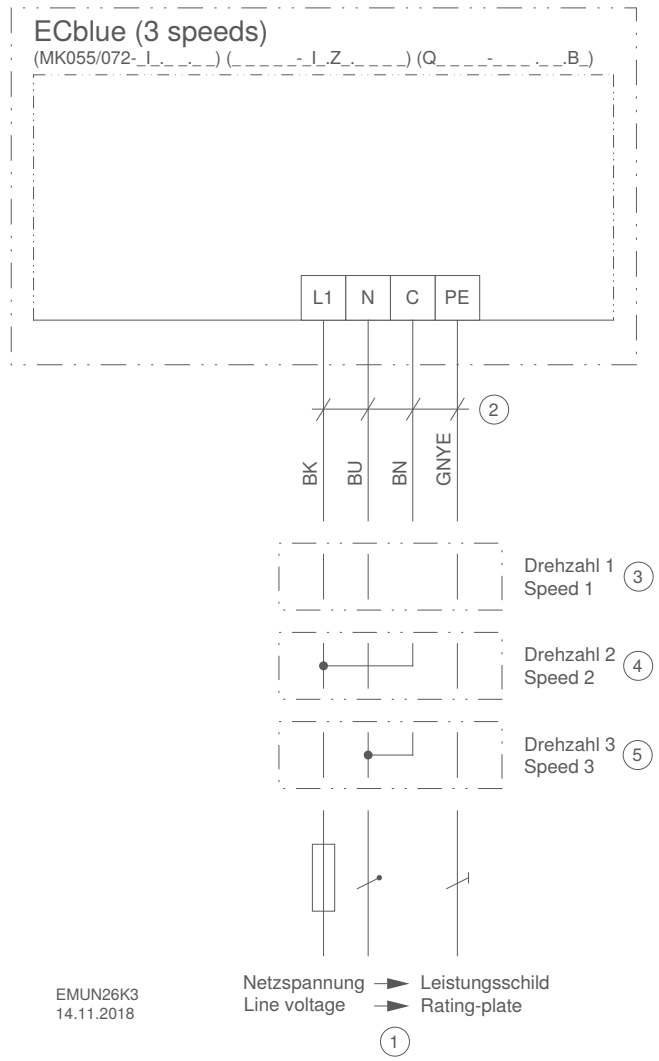 ECblue (3 speeds)
(MK055/072-_I_._ _._ _) (_ _ _ _ _-_I_.Z_._ _ _ _) (Q_ _ _ _-_ _ _._ _.B_)
L1 N C PE
2
BK BU BN GNYE
Drehzahl 1
Speed 1
3
Drehzahl 2
Speed 2
4
Drehzahl 3
Speed 3
5
Netzspannung Leistungsschild
Line voltage Rating-plate
1
EMUN26K3
14.11.2018